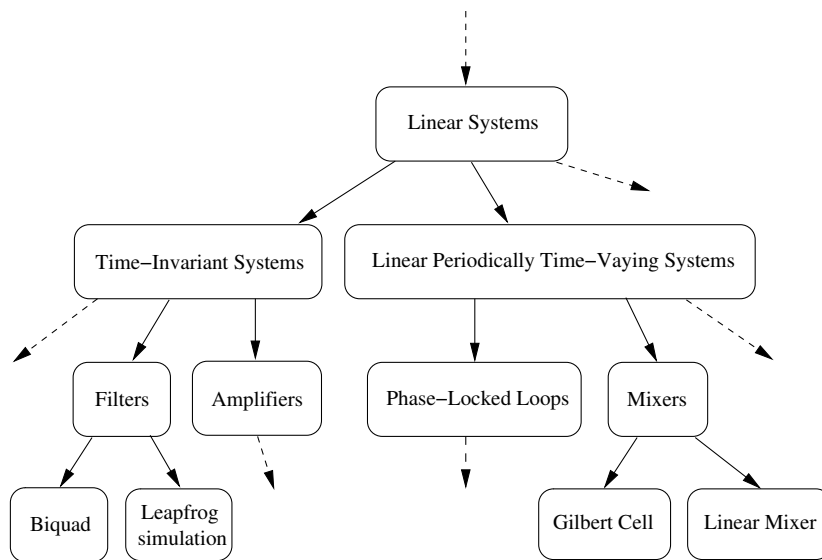 Linear Systems
Time−Invariant Systems
Linear Periodically Time−Vaying Systems
Filters
Amplifiers
Phase−Locked Loops
Mixers
Biquad
Leapfrog
simulation
Gilbert Cell
Linear Mixer